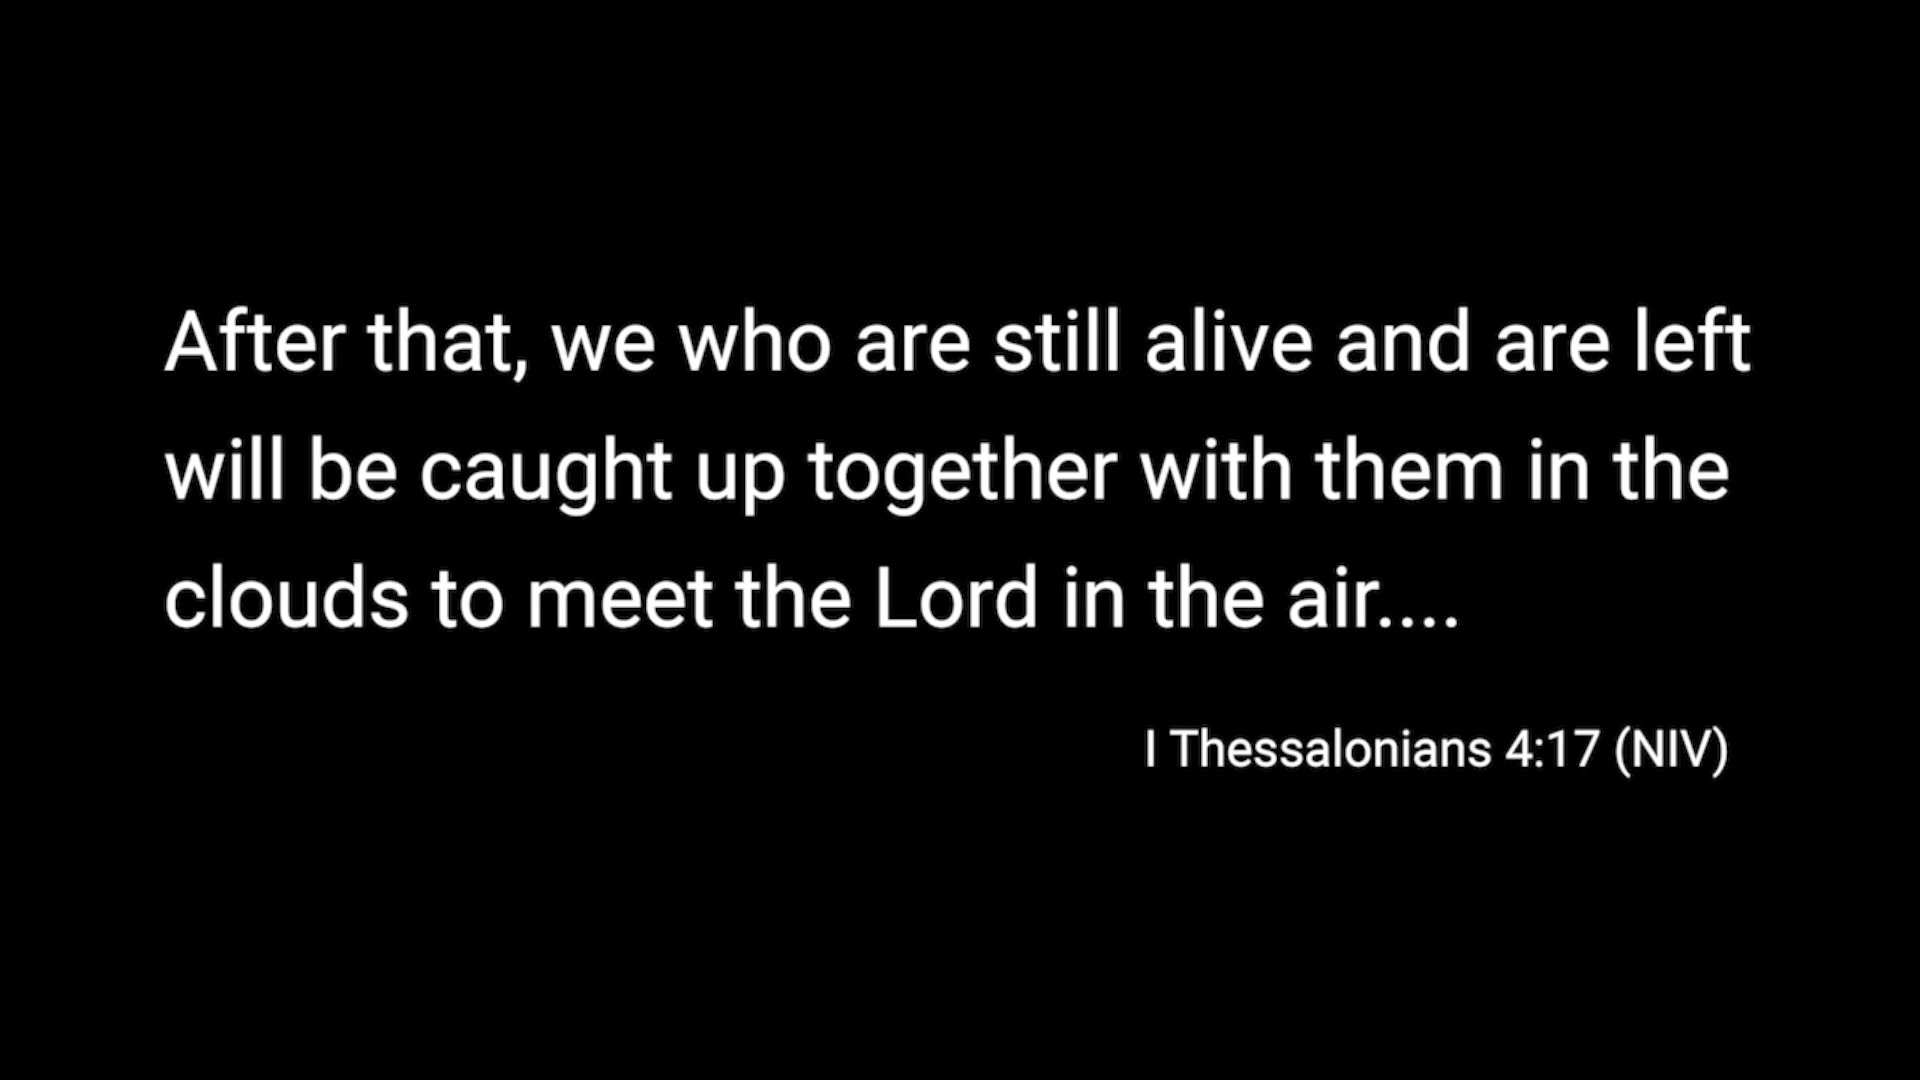 After that, we who are still alive and are left
will be caught up together with them in the
clouds to meet the Lord in the air....
I Thessalonians 4:17 (NIV)